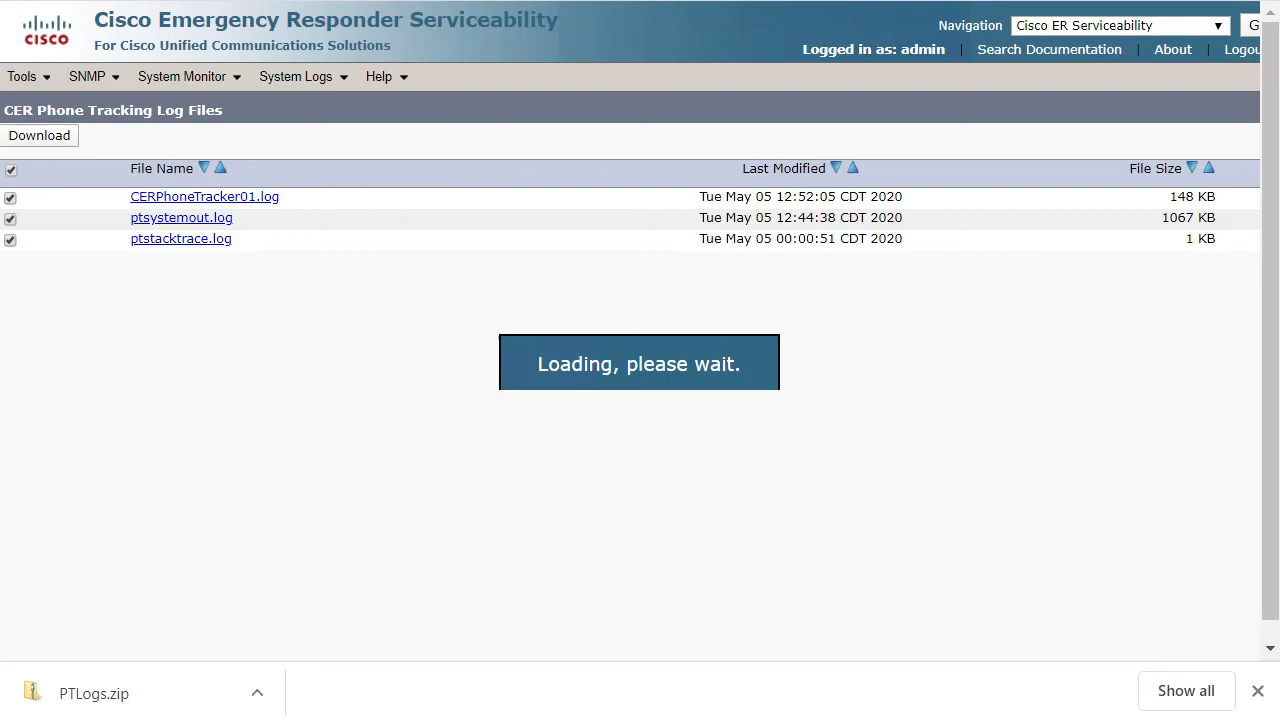 CISCO
Cisco Emergency Responder Serviceability
For Cisco Unified Communications Solutions
Navigation Cisco ER Serviceability
Logged in as: admin | Search Documentation | About | Logou
Tools SNMP System Monitor System Logs Help
CER Phone Tracking Log Files
Download
File Name Last Modified File Size
CERPhoneTracker01.log Tue May 05 12:52:05 CDT 2020 148 KB
ptsystemout.log Tue May 05 12:44:38 CDT 2020 1067 KB
ptstacktrace.log Tue May 05 00:00:51 CDT 2020 1 KB
Loading, please wait.
PTLogs.zip Show all